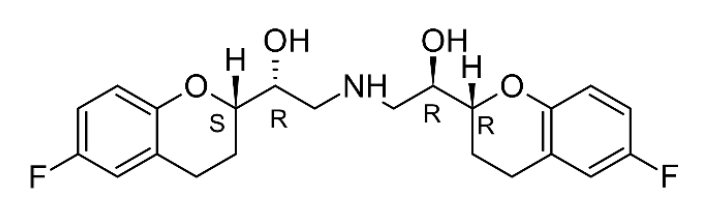 OH OH
H H
O NH O
S R R R
F F